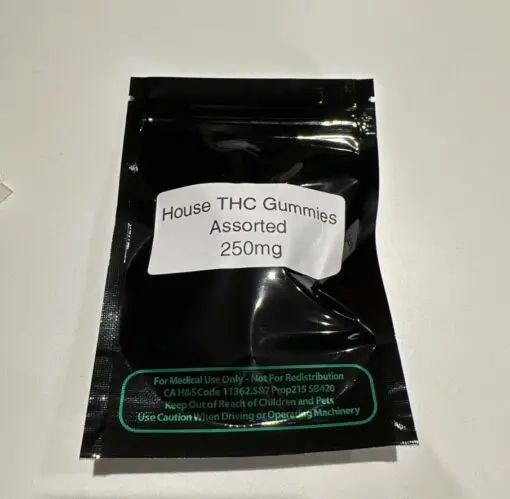 House THC Gummies
Assorted
250mg
For Medical Use Only - Not For Redistribution
CA H&S Code 11362.5&7 Prop215 SB420
Keep Out of Reach of Children and Pets
Use Caution When Driving or Operating Machinery